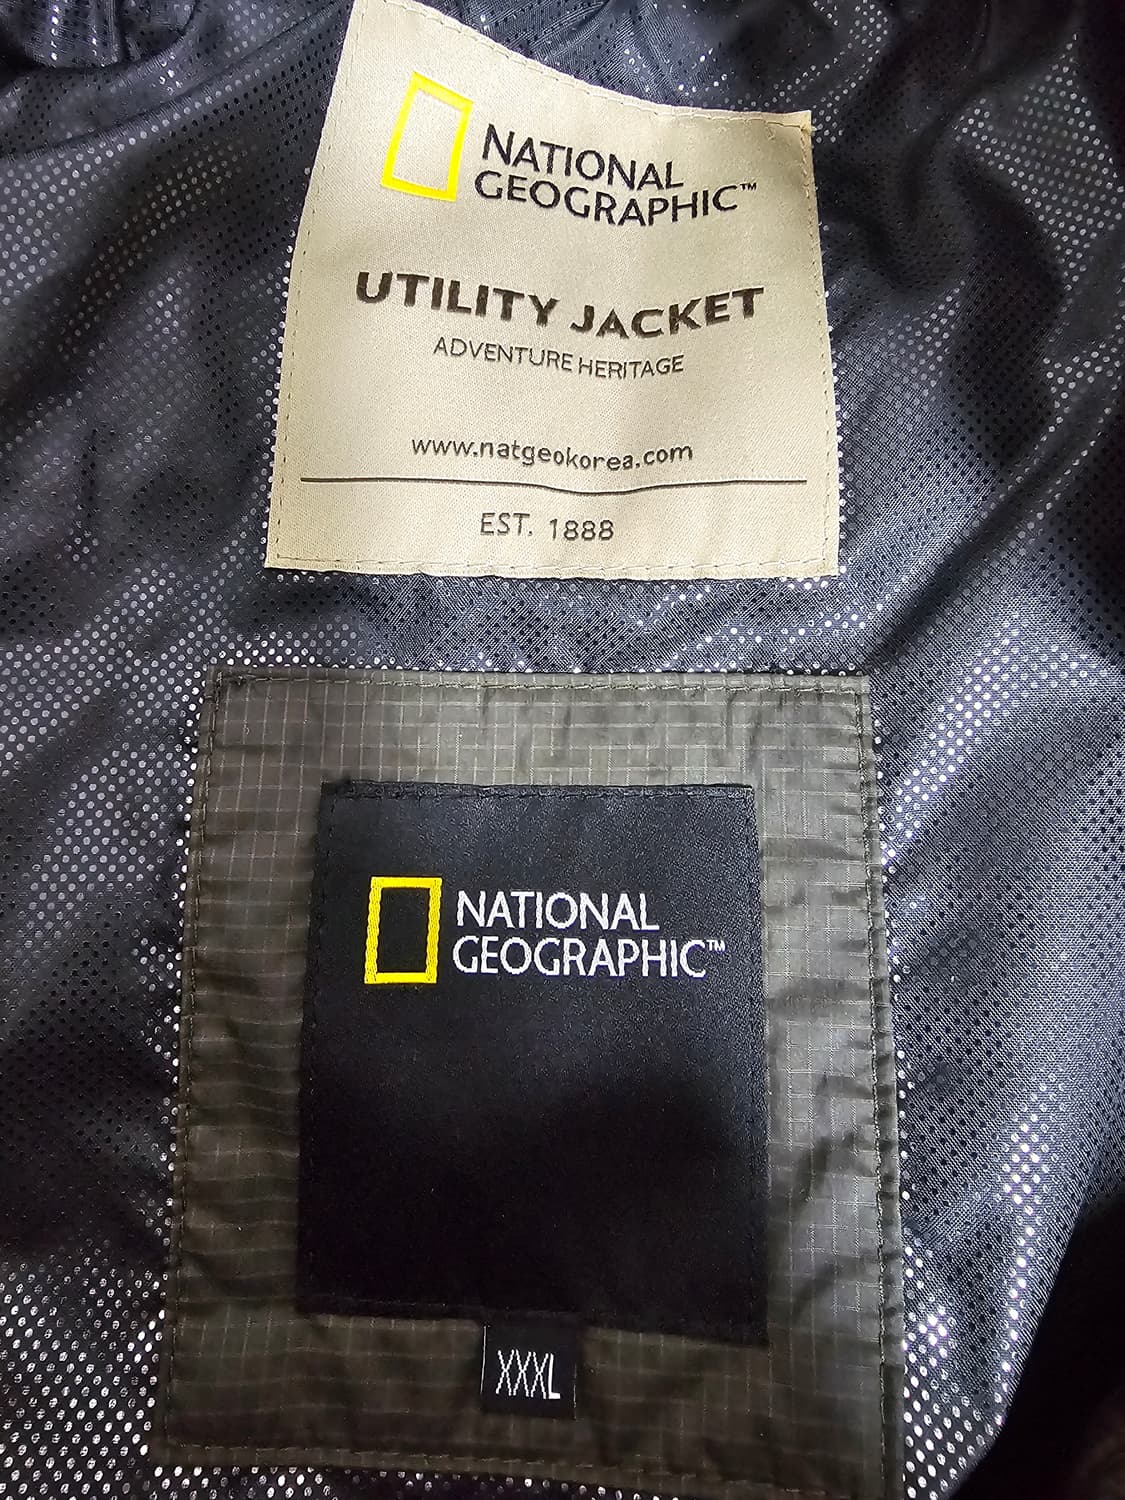 NATIONAL
GEOGRAPHIC™
UTILITY JACKET
ADVENTURE HERITAGE
www.natgeokorea.com
EST. 1888
NATIONAL
GEOGRAPHIC™
XXXL